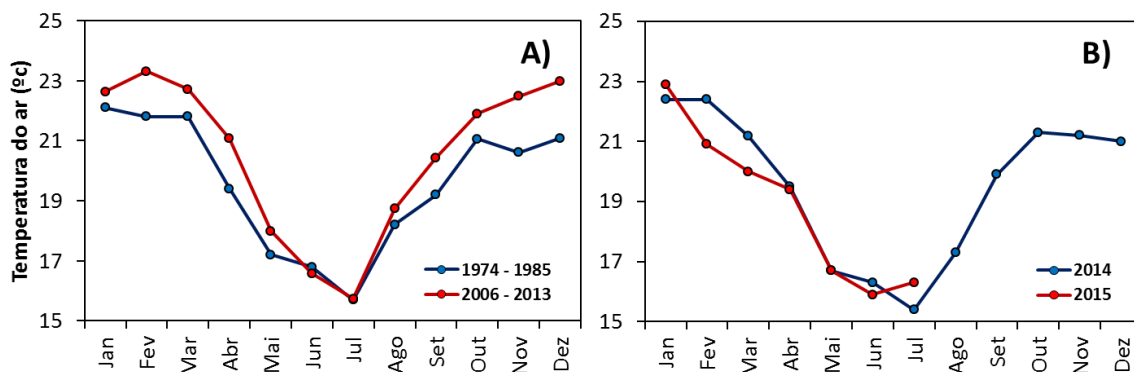 Temperatura do ar (ºc)
25
23
21
19
17
15
A)
1974 - 1985
2006 - 2013
Jan Fev Mar Abr Mai Jun Jul Ago Set Out Nov Dez
25
23
21
19
17
15
B)
2014
2015
Jan Fev Mar Abr Mai Jun Jul Ago Set Out Nov Dez